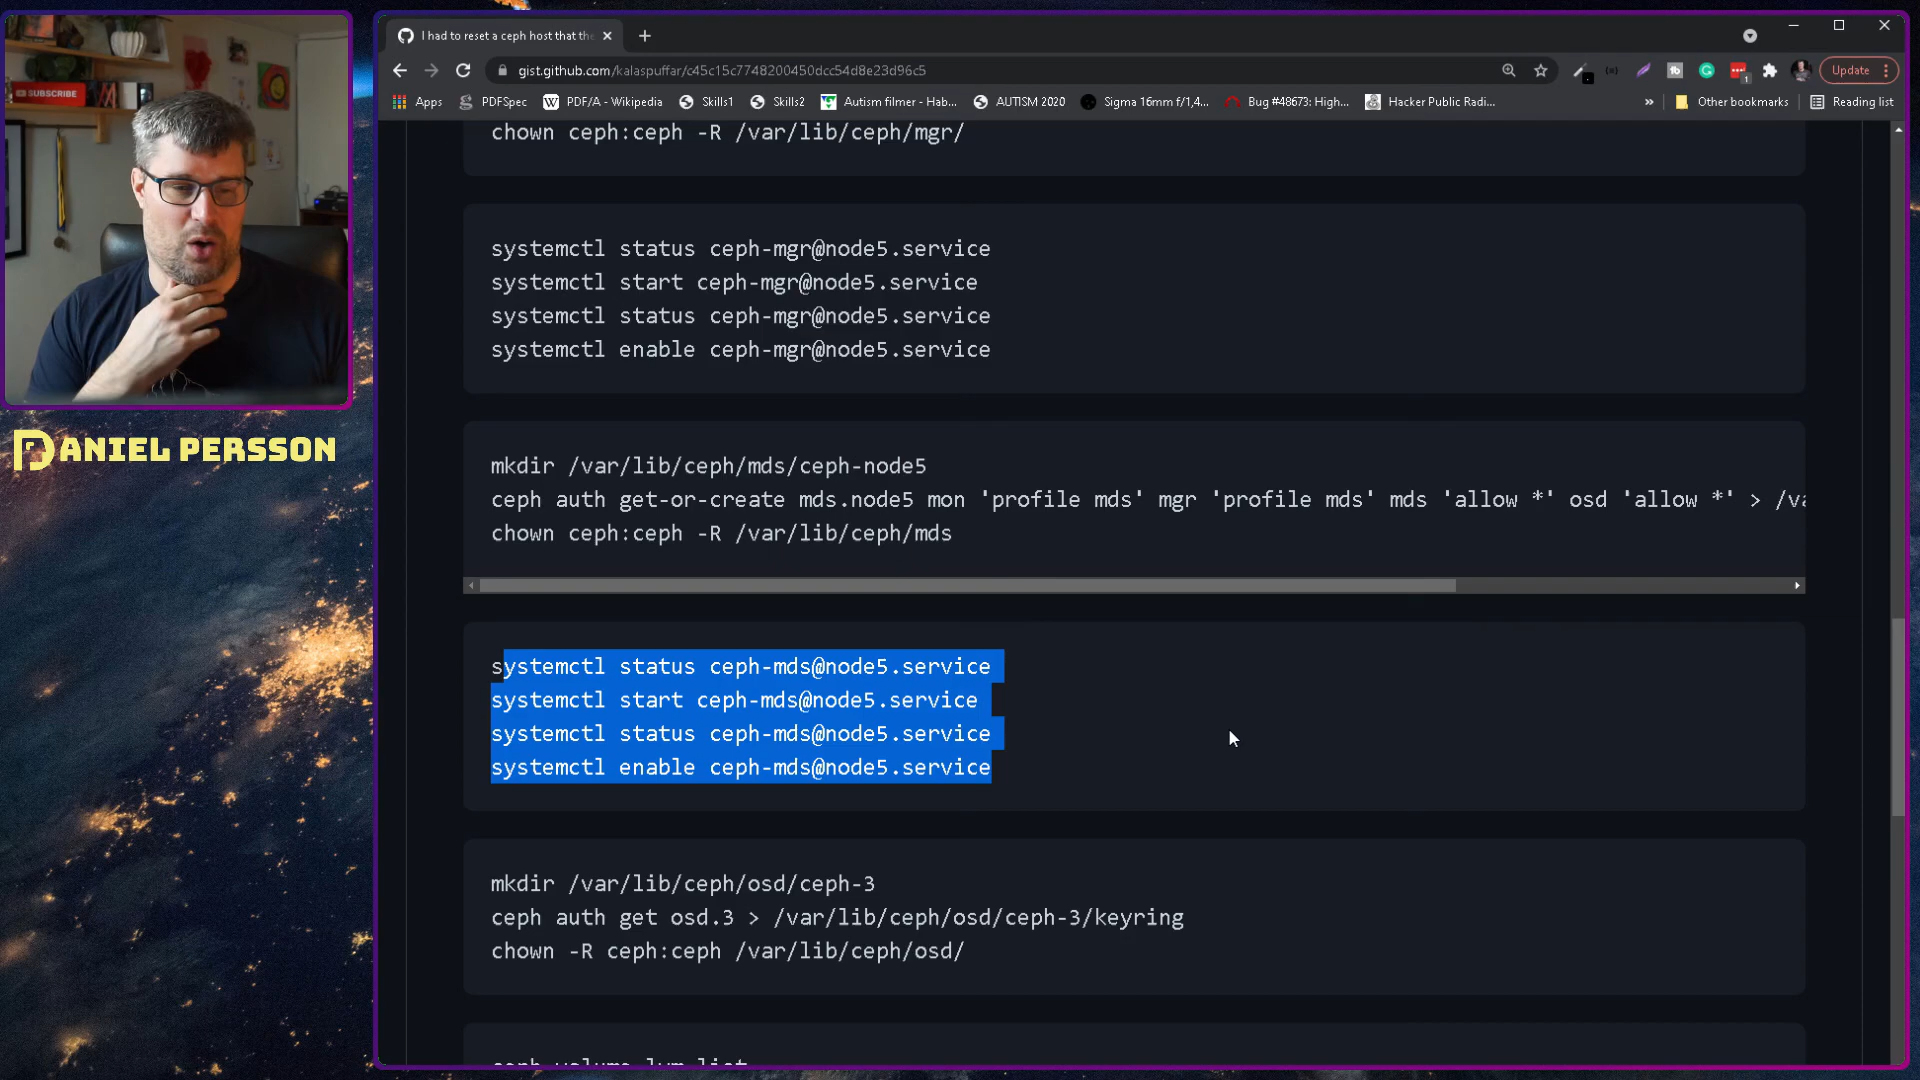 SUBSCRIBE
DANIEL PERSSON
I had to reset a ceph host that the
gist.github.com/kalaspuffar/c45c15c7748200450dcc54d8e23d96c5
Update
Apps
PDFSpec
PDF/A - Wikipedia
Skills1
Skills2
Autism filmer - Hab...
AUTISM 2020
Sigma 16mm f/1,4...
Bug #48673: High...
Hacker Public Radi...
»
Other bookmarks
Reading list
chown ceph:ceph -R /var/lib/ceph/mgr/
systemctl status ceph-mgr@node5.service
systemctl start ceph-mgr@node5.service
systemctl status ceph-mgr@node5.service
systemctl enable ceph-mgr@node5.service
mkdir /var/lib/ceph/mds/ceph-node5
ceph auth get-or-create mds.node5 mon 'profile mds' mgr 'profile mds' mds 'allow *' osd 'allow *' > /va
chown ceph:ceph -R /var/lib/ceph/mds
systemctl status ceph-mds@node5.service
systemctl start ceph-mds@node5.service
systemctl status ceph-mds@node5.service
systemctl enable ceph-mds@node5.service
mkdir /var/lib/ceph/osd/ceph-3
ceph auth get osd.3 > /var/lib/ceph/osd/ceph-3/keyring
chown -R ceph:ceph /var/lib/ceph/osd/
ceph-volume lvm list